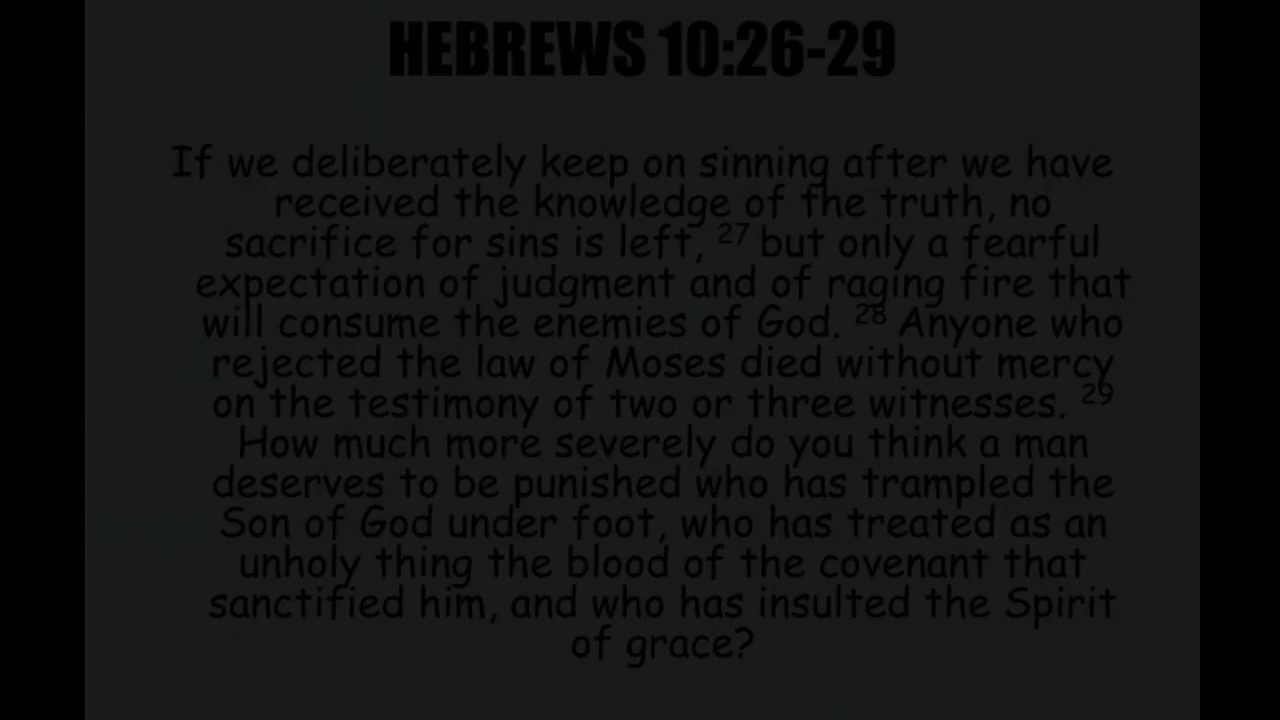 HEBREWS 10:26-29
If we deliberately keep on sinning after we have
received the knowledge of the truth, no
sacrifice for sins is left, 27 but only a fearful
expectation of judgment and of raging fire that
will consume the enemies of God. 28 Anyone who
rejected the law of Moses died without mercy
on the testimony of two or three witnesses. 29
How much more severely do you think a man
deserves to be punished who has trampled the
Son of God under foot, who has treated as an
unholy thing the blood of the covenant that
sanctified him, and who has insulted the Spirit
of grace?